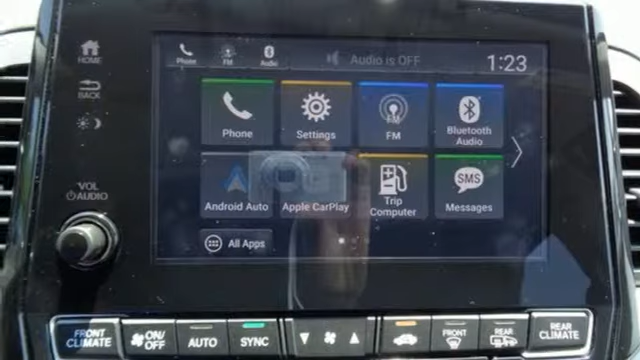 HOME
BACK
VOL
AUDIO
Phone
FM
Audio
Audio is OFF
1:23
Phone
Settings
FM
FM
Bluetooth
Audio
Android Auto
Apple CarPlay
Trip
Computer
SMS
Messages
All Apps
FRONT
CLIMATE
ON/
OFF
AUTO
SYNC
FRONT
REAR
REAR
CLIMATE